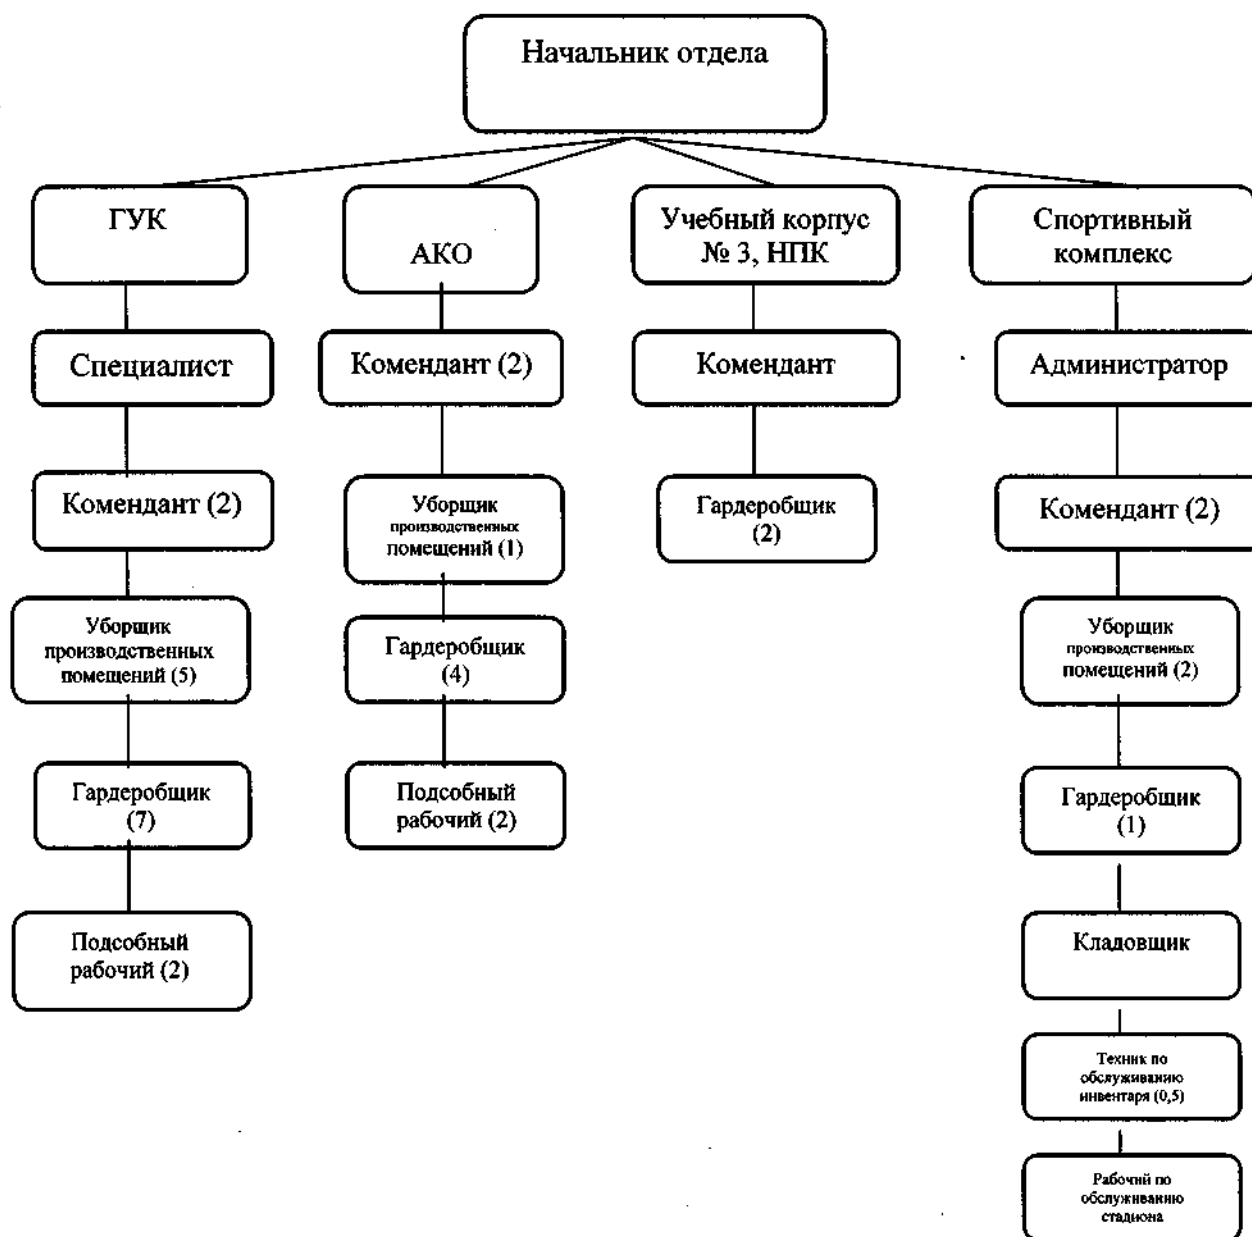 Начальник отдела
ГУК
АКО
Учебный корпус
№ 3, НПК
Спортивный
комплекс
Специалист
Комендант (2)
Комендант
Администратор
Комендант (2)
Уборщик
производственных
помещений (1)
Гардеробщик
(2)
Комендант (2)
Уборщик
производственных
помещений (5)
Гардеробщик
(4)
Уборщик
производственных
помещений (2)
Гардеробщик
(7)
Подсобный
рабочий (2)
Гардеробщик
(1)
Подсобный
рабочий (2)
Кладовщик
Техник по
обслуживанию
инвентаря (0,5)
Рабочий по
обслуживанию
стадиона